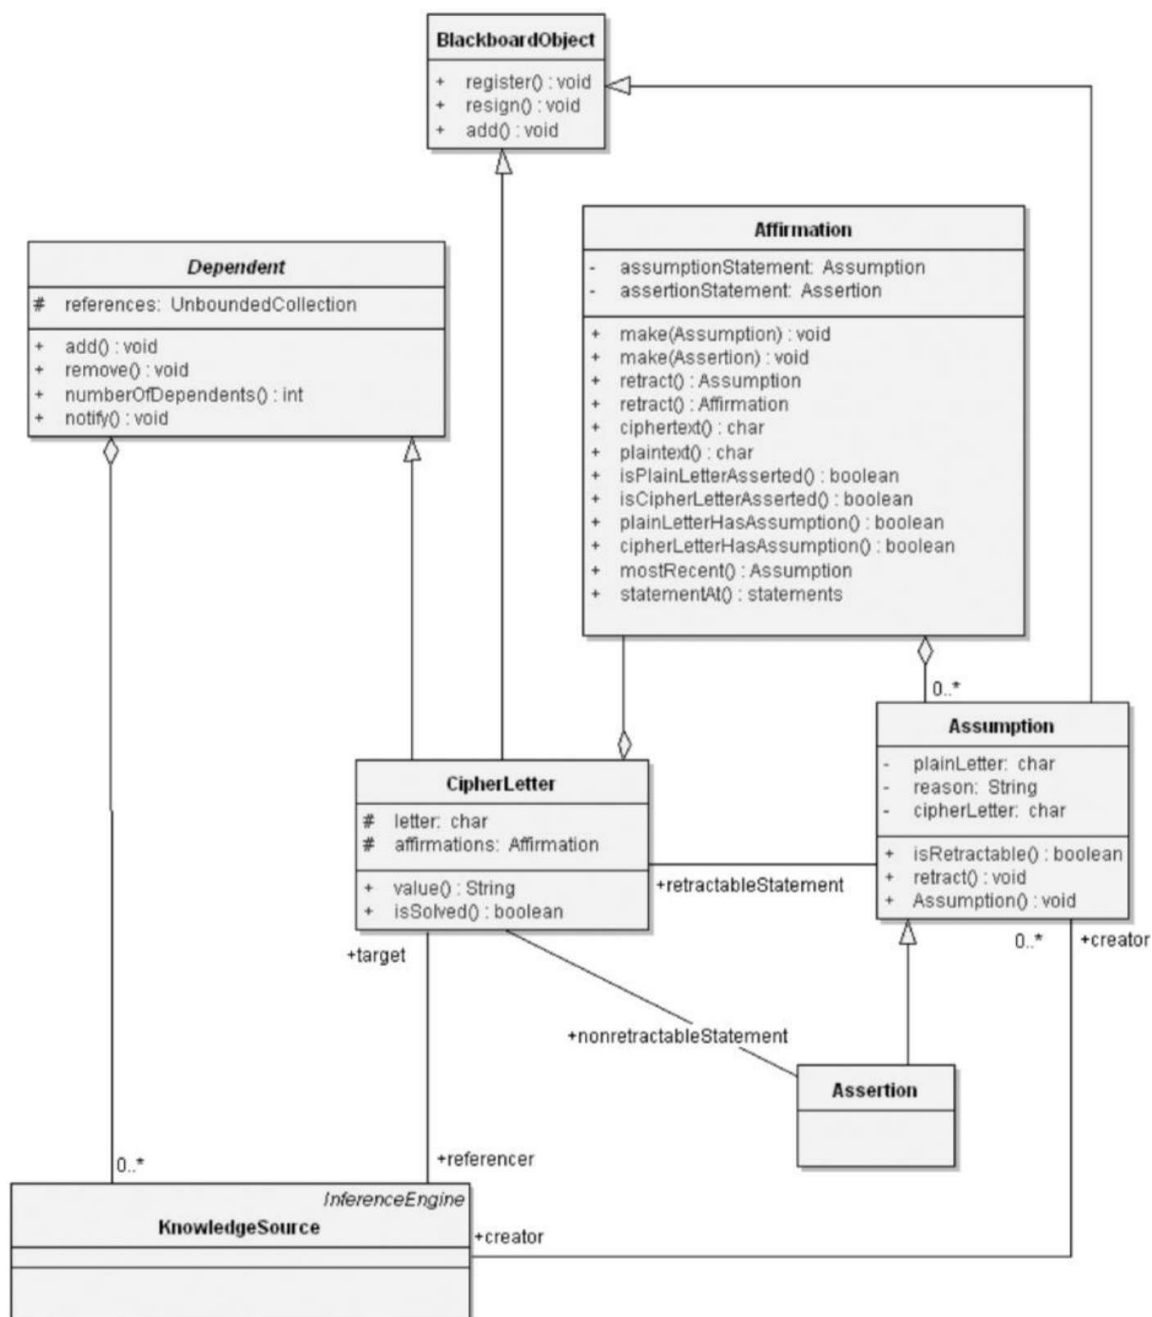 BlackboardObject
+ register() : void
+ resign() : void
+ add() : void
Dependent
# references: UnboundedCollection
+ add() : void
+ remove() : void
+ numberOfDependents() : int
+ notify() : void
Affirmation
- assumptionStatement: Assumption
- assertionStatement: Assertion
+ make(Assumption) : void
+ make(Assertion) : void
+ retract() : Assumption
+ retract() : Affirmation
+ ciphertext() : char
+ plaintext() : char
+ isPlainLetterAsserted() : boolean
+ isCipherLetterAsserted() : boolean
+ plainLetterHasAssumption() : boolean
+ cipherLetterHasAssumption() : boolean
+ mostRecent() : Assumption
+ statementAt() : statements
0..*
CipherLetter
# letter: char
# affirmations: Affirmation
+ value() : String
+ isSolved() : boolean
Assumption
- plainLetter: char
- reason: String
- cipherLetter: char
+ isRetractable() : boolean
+ retract() : void
+ Assumption() : void
+retractableStatement
+target
0..*
+creator
+nonretractableStatement
Assertion
0..*
+referencer
InferenceEngine
KnowledgeSource
+creator